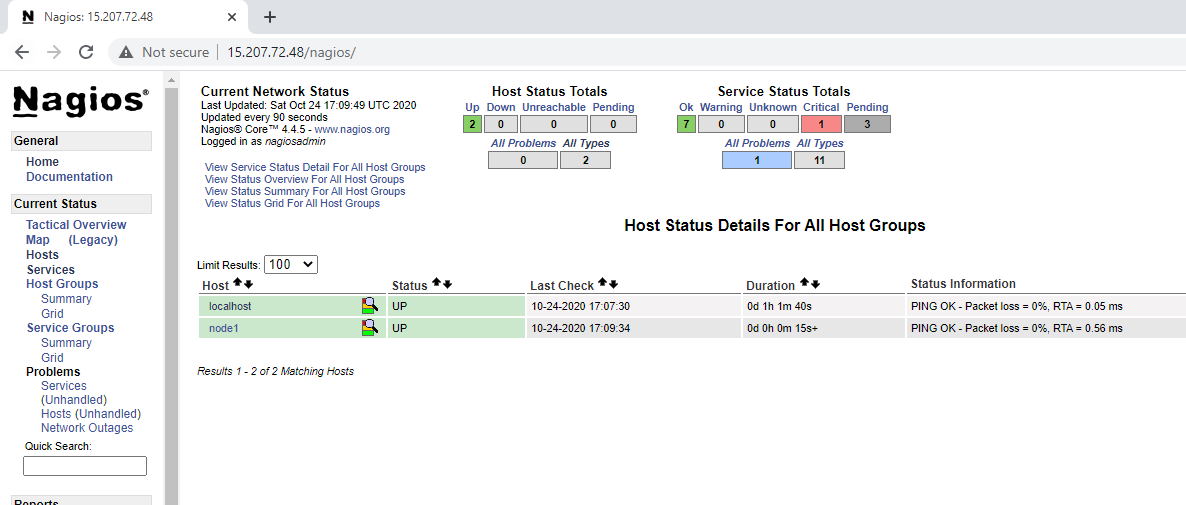 Nagios: 15.207.72.48
Not secure 15.207.72.48/nagios/
Nagios®
General
Home
Documentation
Current Status
Tactical Overview
Map (Legacy)
Hosts
Services
Host Groups
Summary
Grid
Service Groups
Summary
Grid
Problems
Services
(Unhandled)
Hosts (Unhandled)
Network Outages
Quick Search:
Reports
Current Network Status
Last Updated: Sat Oct 24 17:09:49 UTC 2020
Updated every 90 seconds
Nagios® Core™ 4.4.5 - www.nagios.org
Logged in as nagiosadmin
View Service Status Detail For All Host Groups
View Status Overview For All Host Groups
View Status Summary For All Host Groups
View Status Grid For All Host Groups
Host Status Totals
Up Down Unreachable Pending
2 0 0 0
All Problems All Types
0 2
Service Status Totals
Ok Warning Unknown Critical Pending
7 0 0 1 3
All Problems All Types
1 11
Host Status Details For All Host Groups
Limit Results: 100
Host Status Last Check Duration Status Information
localhost UP 10-24-2020 17:07:30 0d 1h 1m 40s PING OK - Packet loss = 0%, RTA = 0.05 ms
node1 UP 10-24-2020 17:09:34 0d 0h 0m 15s+ PING OK - Packet loss = 0%, RTA = 0.56 ms
Results 1 - 2 of 2 Matching Hosts